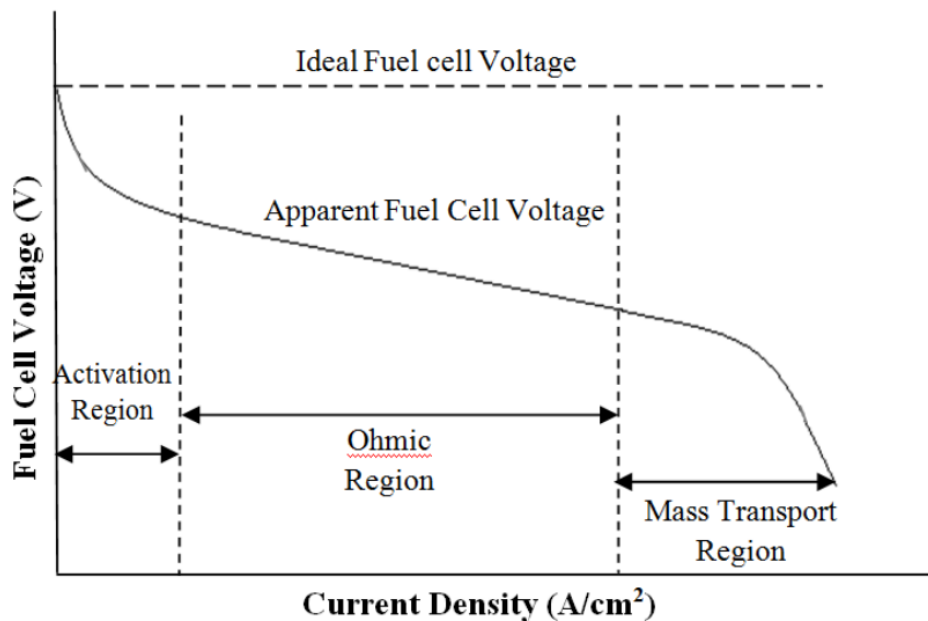 Ideal Fuel cell Voltage
Apparent Fuel Cell Voltage
Fuel Cell Voltage (V)
Activation
Region
Ohmic
Region
Mass Transport
Region
Current Density (A/cm²)